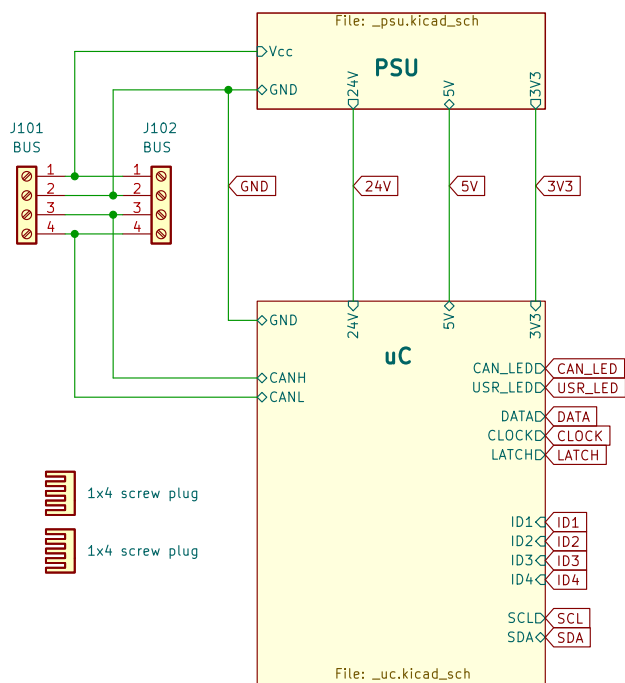 File: _psu.kicad_sch
Vcc
PSU
GND
24V
5V
3V3
J101
BUS
J102
BUS
1
2
3
4
1
2
3
4
GND
24V
5V
3V3
24V
5V
3V3
GND
uC
CANH
CANL
CAN_LED
CAN_LED
USR_LED
USR_LED
DATA
DATA
CLOCK
CLOCK
LATCH
LATCH
1x4 screw plug
1x4 screw plug
ID1
ID1
ID2
ID2
ID3
ID3
ID4
ID4
SCL
SCL
SDA
SDA
File: _uc.kicad_sch